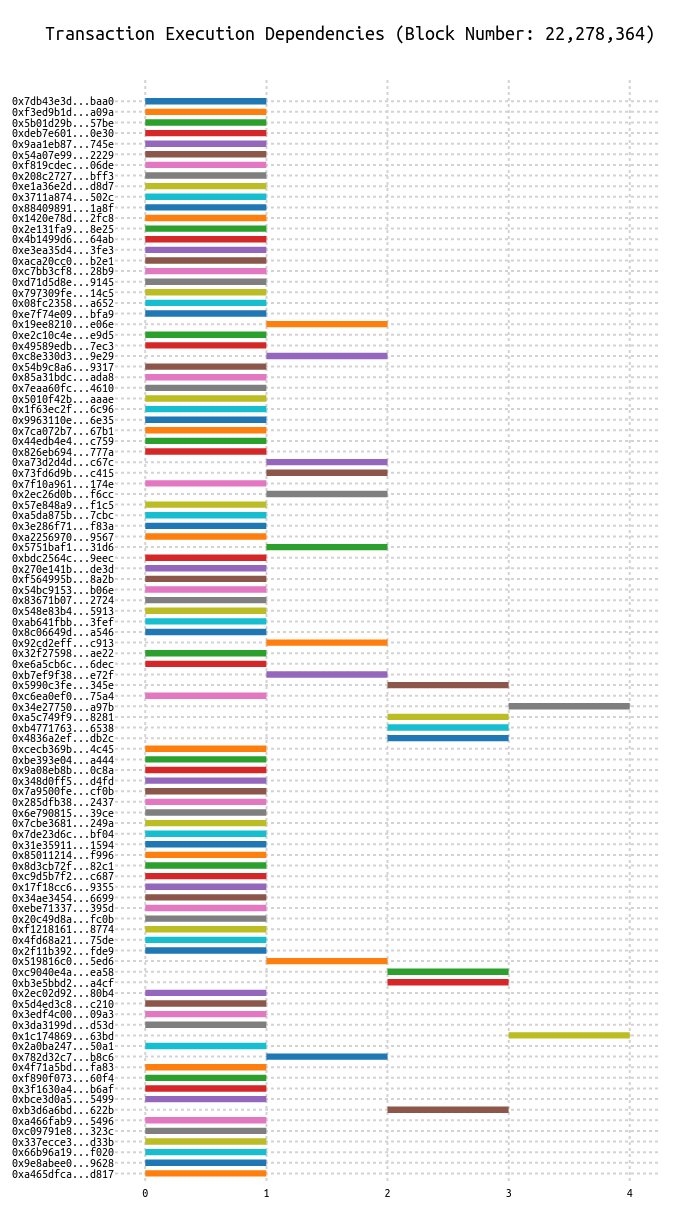 Transaction Execution Dependencies (Block Number: 22,278,364)
0x7db43e3d...baa0
0xf3ed9b1d...a09a
0x5b01d29b...57be
0xdeb7e601...0e30
0x9aa1eb87...745e
0x54a07e99...2229
0xf819cdec...06de
0x208c2727...bff3
0xe1a36e2d...d8d7
0x3711a874...502c
0x88409891...1a8f
0x1420e78d...2fc8
0x2e131fa9...8e25
0x4b1499d6...64ab
0xe3ea35d4...3fe3
0xaca20cc0...b2e1
0xc7bb3cf8...28b9
0xd71d5d8e...9145
0x797309fe...14c5
0x08fc2358...a652
0xe7f74e09...bfa9
0x19ee8210...e06e
0xe2c10c4e...e9d5
0x49589edb...7ec3
0xc8e330d3...9e29
0x54b9c8a6...9317
0x85a31bdc...ada8
0x7eaa60fc...4610
0x5010f42b...aaae
0x1f63ec2f...6c96
0x9963110e...6e35
0x7ca072b7...67b1
0x44edb4e4...c759
0x826eb694...777a
0xa73d2d4d...c67c
0x73fd6d9b...c415
0x7f10a961...174e
0x2ec26d0b...f6cc
0x57e848a9...f1c5
0xa5da875b...7cbc
0x3e286f71...f83a
0xa2256970...9567
0x5751baf1...31d6
0xbdc2564c...9eec
0x270e141b...de3d
0xf564995b...8a2b
0x54bc9153...b06e
0x83671b07...2724
0x548e83b4...5913
0xab641fbb...3fef
0x8c06649d...a546
0x92cd2eff...c913
0x32f27598...ae22
0xe6a5cb6c...6dec
0xb7ef9f38...e72f
0x5990c3fe...345e
0xc6ea0ef0...75a4
0x34e27750...a97b
0xa5c749f9...8281
0xb4771763...6538
0x4836a2ef...db2c
0xcecb369b...4c45
0xbe393e04...a444
0x9a08eb8b...0c8a
0x348d0ff5...d4fd
0x7a9500fe...cf0b
0x285dfb38...2437
0x6e790815...39ce
0x7cbe3681...249a
0x7de23d6c...bf04
0x31e35911...1594
0x85011214...f996
0x8d3cb72f...82c1
0xc9d5b7f2...c687
0x17f18cc6...9355
0x34ae3454...6699
0xebe71337...395d
0x20c49d8a...fc0b
0xf1218161...8774
0x4fd68a21...75de
0x2f11b392...fde9
0x519816c0...5ed6
0xc9040e4a...ea58
0xb3e5bbd2...a4cf
0x2ec02d92...80b4
0x5d4ed3c8...c210
0x3edf4c00...09a3
0x3da3199d...d53d
0x1c174869...63bd
0x2a0ba247...50a1
0x782d32c7...b8c6
0x4f71a5bd...fa83
0xf890f073...60f4
0x3f1630a4...b6af
0xbce3d0a5...5499
0xb3d6a6bd...622b
0xa466fab9...5496
0xc09791e8...323c
0x337ecce3...d33b
0x66b96a19...f020
0x9e8abee0...9628
0xa465dfca...d817
0 1 2 3 4